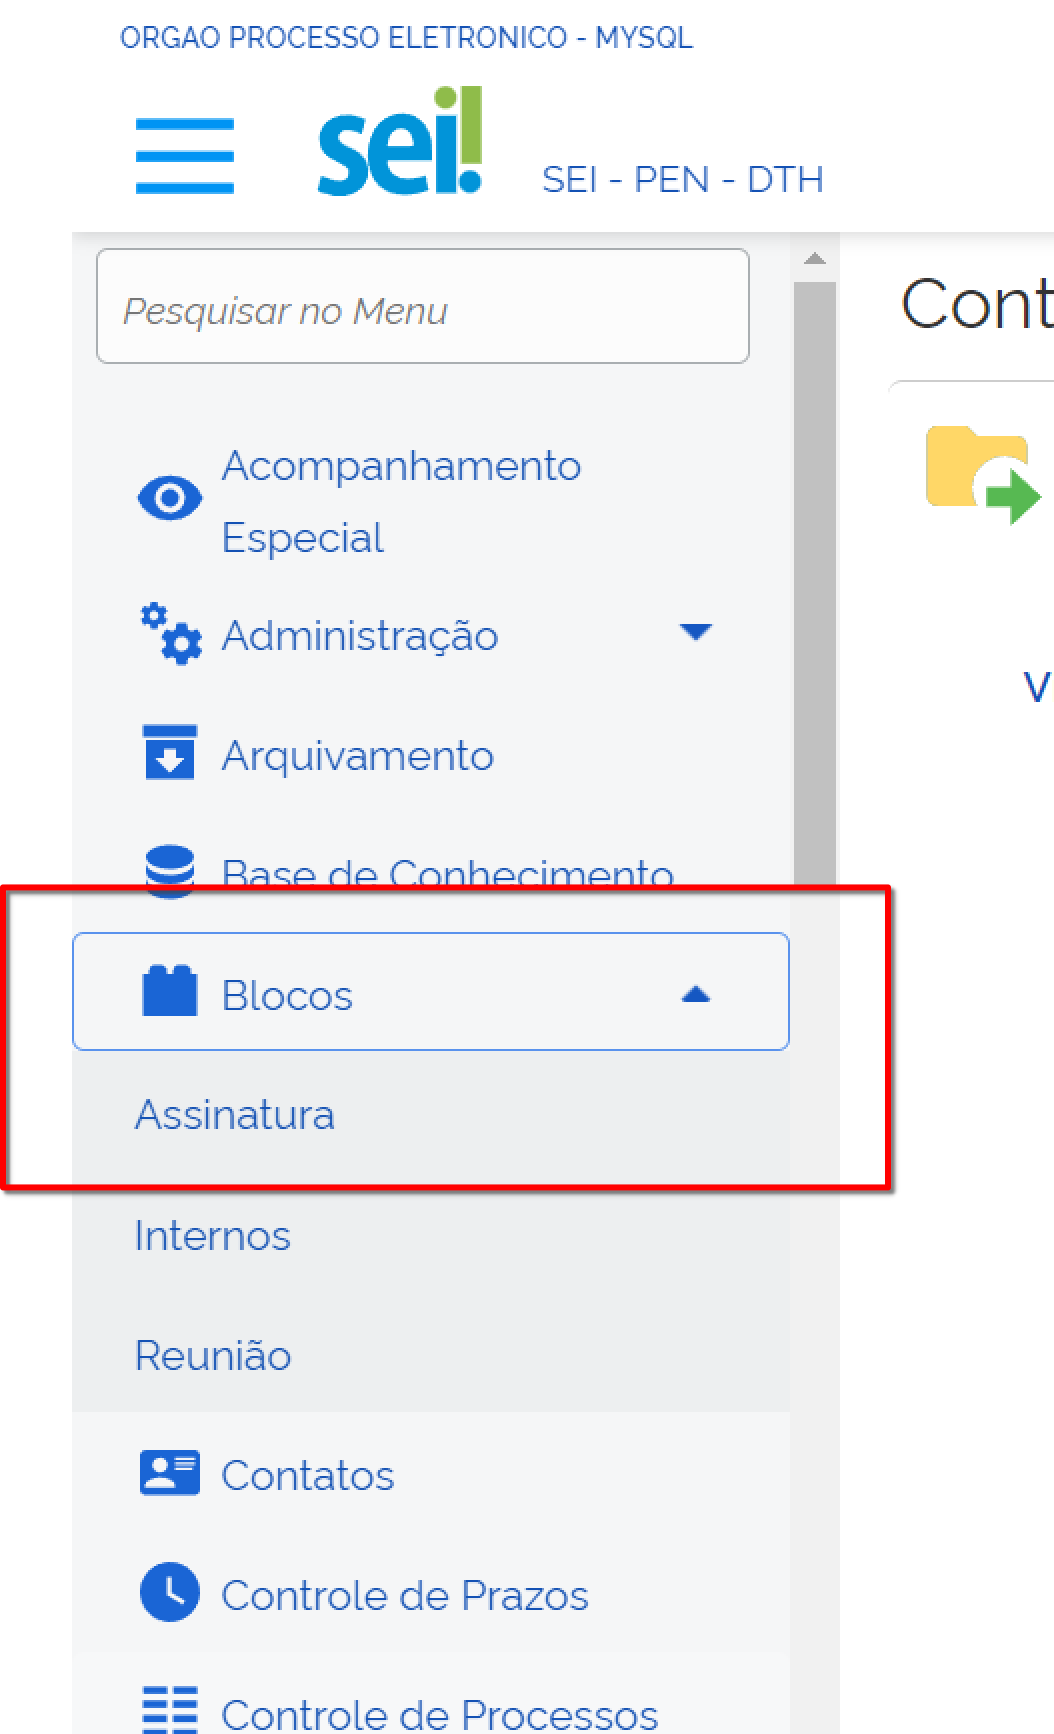 ORGAO PROCESSO ELETRONICO - MYSQL
sei!
SEI - PEN - DTH
Pesquisar no Menu
Cont
Acompanhamento
Especial
Administração
V
Arquivamento
Base de Conhecimento
Blocos
Assinatura
Internos
Reunião
Contatos
Controle de Prazos
Controle de Processos